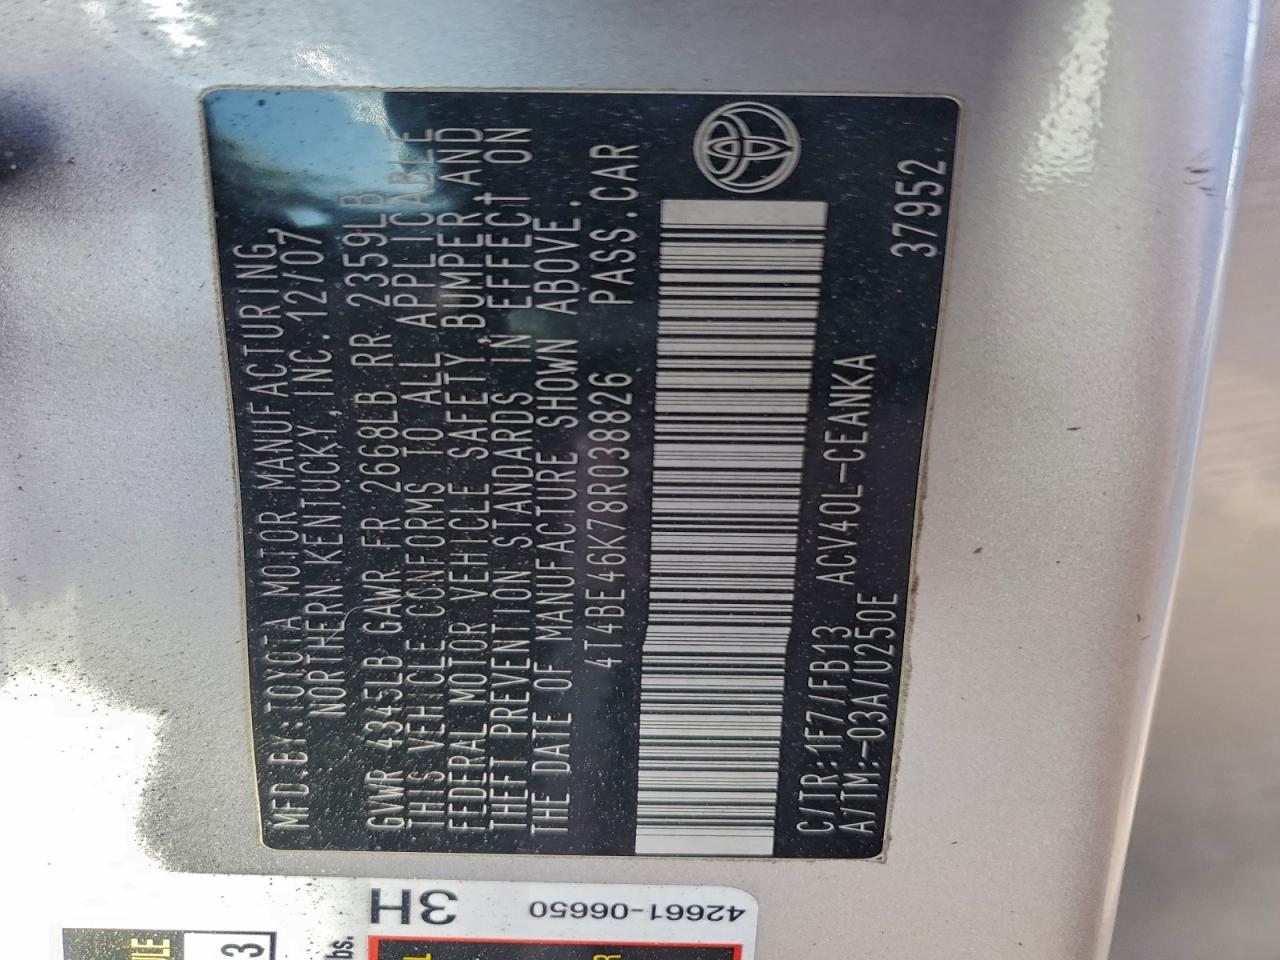 MFD.BY:TOYOTA MOTOR MANUFACTURING,
NORTHERN KENTUCKY, INC. 12/07
GVWR 4345LB GAWR FR 2668LB RR 2359LB
THIS VEHICLE CONFORMS TO ALL APPLICABLE
FEDERAL MOTOR VEHICLE SAFETY,BUMPER AND
THEFT PREVENTION STANDARDS IN EFFECT ON
THE DATE OF MANUFACTURE SHOWN ABOVE.
4T4BE46K78R038826 PASS.CAR
C/TR:1F7/FB13 ACV40L-CEANKA
A/TM:-03A/U250E 37952
42661-06650
3H
3